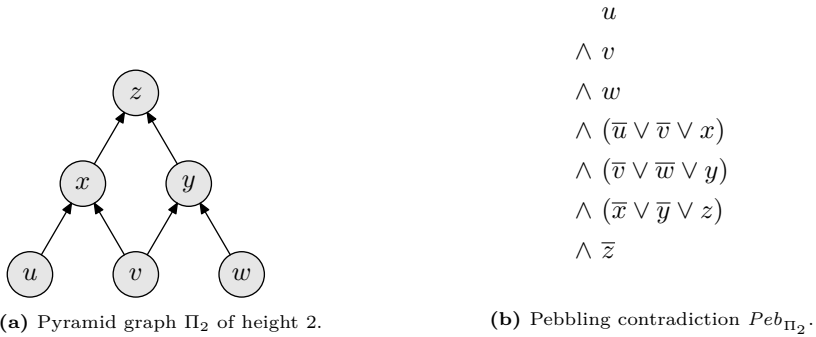 z
x
y
u
v
w
(a) Pyramid graph Π₂ of height 2.
u
∧ v
∧ w
∧ (u̅ ∨ v̅ ∨ x)
∧ (v̅ ∨ w̅ ∨ y)
∧ (x̅ ∨ y̅ ∨ z)
∧ z̅
(b) Pebbling contradiction Peb_Π₂.